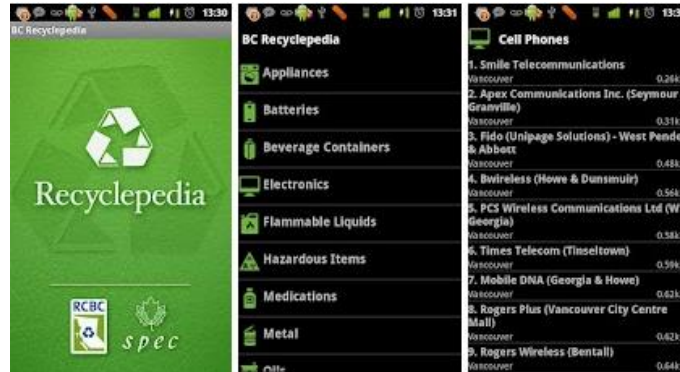 13:30
BC Recyclepedia
Recyclepedia
RCBC
spec
13:31
BC Recyclepedia
Appliances
Batteries
Beverage Containers
Electronics
Flammable Liquids
Hazardous Items
Medications
Metal
Oils
Cell Phones
1. Smile Telecommunications
Vancouver 0.26k
2. Apex Communications Inc. (Seymour
Granville)
Vancouver 0.31k
3. Fido (Unipage Solutions) - West Pende
& Abbott
Vancouver 0.48k
4. Bwireless (Howe & Dunsmuir)
Vancouver 0.56k
5. PCS Wireless Communications Ltd (W
Georgia)
Vancouver 0.58k
6. Times Telecom (Tinseltown)
Vancouver 0.59k
7. Mobile DNA (Georgia & Howe)
Vancouver 0.62k
8. Rogers Plus (Vancouver City Centre
Mall)
Vancouver 0.62k
9. Rogers Wireless (Bentall)
Vancouver 0.64k